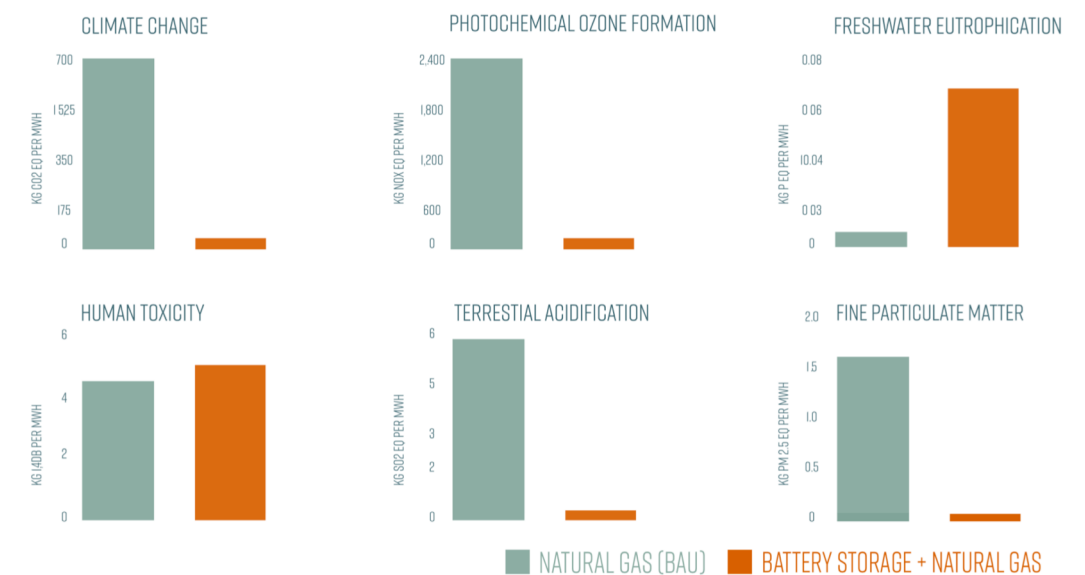 CLIMATE CHANGE
700
1525
350
175
0
KG CO2 EQ PER MWH
PHOTOCHEMICAL OZONE FORMATION
2,400
1,800
1,200
600
0
KG NOX EQ PER MWH
FRESHWATER EUTROPHICATION
0.08
0 06
10.04
0 03
0
KG P EQ PER MWH
HUMAN TOXICITY
6
4
2
0
KG 1,4DB PER MWH
TERRESTIAL ACIDIFICATION
6
5
3
2
0
KG SO2 EQ PER MWH
FINE PARTICULATE MATTER
2.0
1.5
1.0
0.5
0
KG PM 2.5 EQ PER MWH
NATURAL GAS (BAU)
BATTERY STORAGE + NATURAL GAS